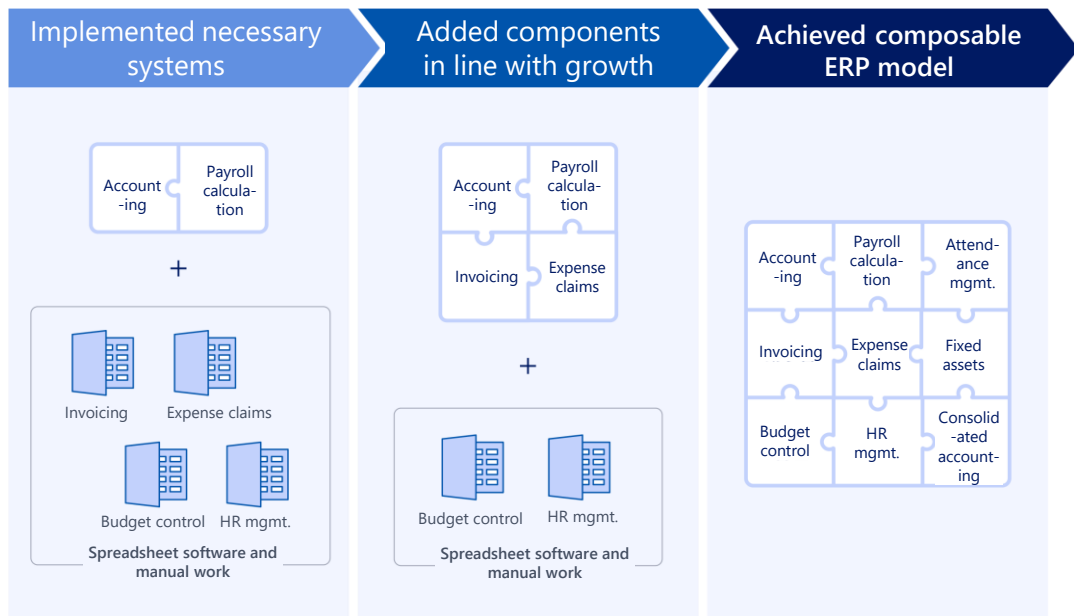 Implemented necessary
systems
Added components
in line with growth
Achieved composable
ERP model
Account
-ing
Payroll
calcula-
tion
+
Invoicing
Expense claims
Budget control
HR mgmt.
Spreadsheet software and
manual work
Account
-ing
Payroll
calcula-
tion
Invoicing
Expense
claims
+
Budget control
HR mgmt.
Spreadsheet software and
manual work
Account
-ing
Payroll
calcula-
tion
Attend-
ance
mgmt.
Invoicing
Expense
claims
Fixed
assets
Budget
control
HR
mgmt.
Consolid
-ated
account-
ing